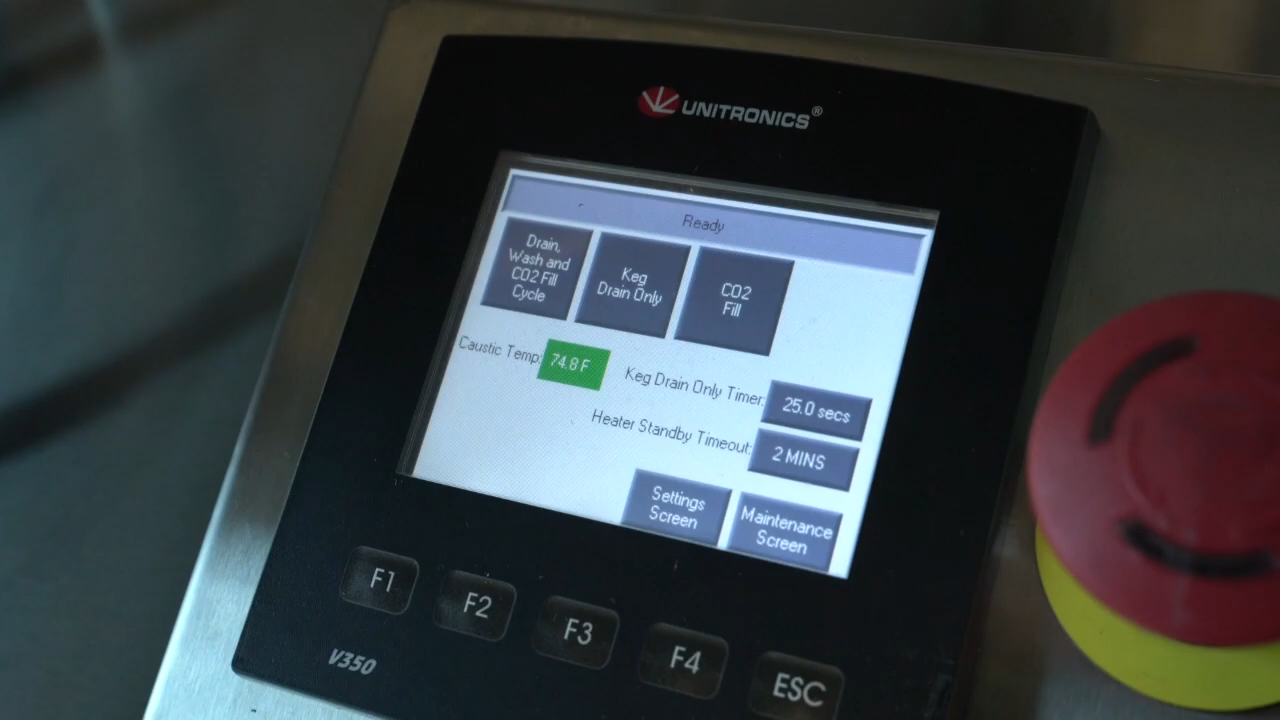 UNITRONICS®
Ready
Drain,
Wash and
CO2 Fill
Cycle
Keg
Drain Only
CO2
Fill
Caustic Temp: 74.8 F
Keg Drain Only Timer: 25.0 secs
Heater Standby Timeout: 2 MINS
Settings
Screen
Maintenance
Screen
F1 F2 F3 F4 ESC
V350